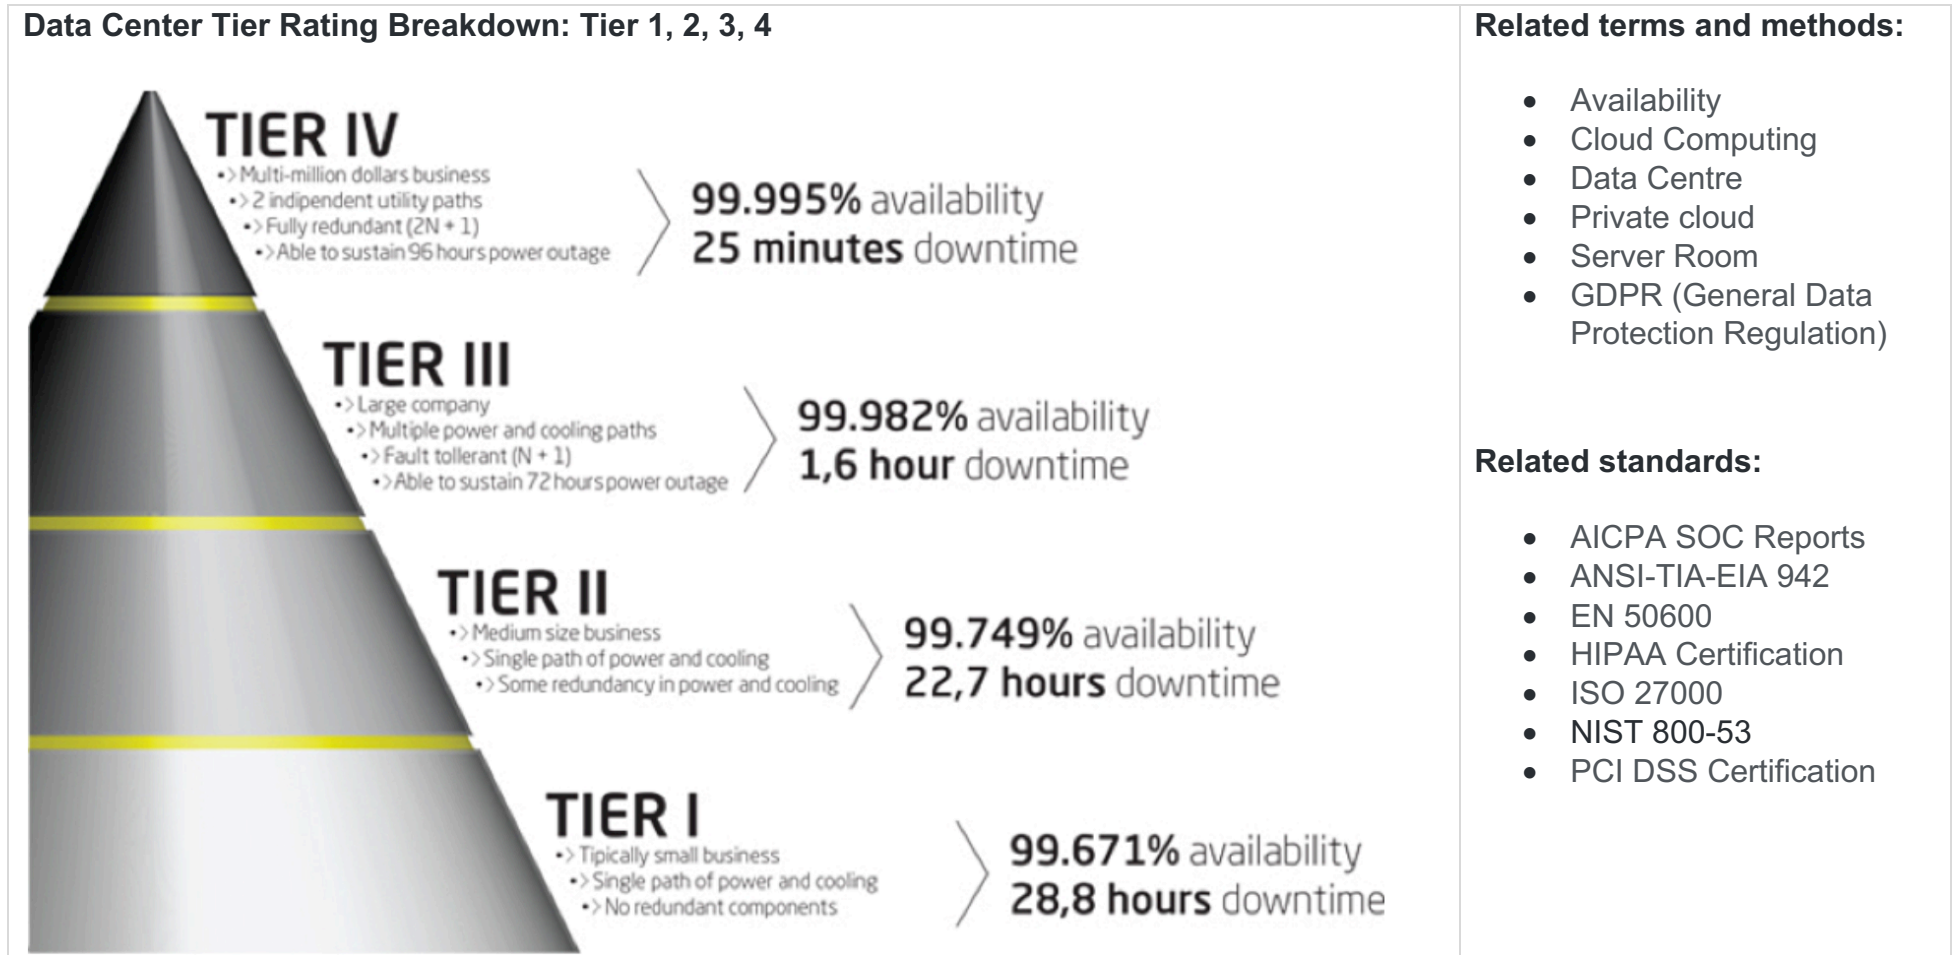 Data Center Tier Rating Breakdown: Tier 1, 2, 3, 4
TIER IV
•>Multi-million dollars business
•>2 indipendent utility paths
•>Fully redundant (2N + 1)
•>Able to sustain 96 hours power outage
99.995% availability
25 minutes downtime
TIER III
•>Large company
•>Multiple power and cooling paths
•>Fault tollerant (N + 1)
•>Able to sustain 72 hours power outage
99.982% availability
1,6 hour downtime
TIER II
•>Medium size business
•>Single path of power and cooling
•>Some redundancy in power and cooling
99.749% availability
22,7 hours downtime
TIER I
•>Tipically small business
•>Single path of power and cooling
•>No redundant components
99.671% availability
28,8 hours downtime
Related terms and methods:
• Availability
• Cloud Computing
• Data Centre
• Private cloud
• Server Room
• GDPR (General Data
Protection Regulation)
Related standards:
• AICPA SOC Reports
• ANSI-TIA-EIA 942
• EN 50600
• HIPAA Certification
• ISO 27000
• NIST 800-53
• PCI DSS Certification